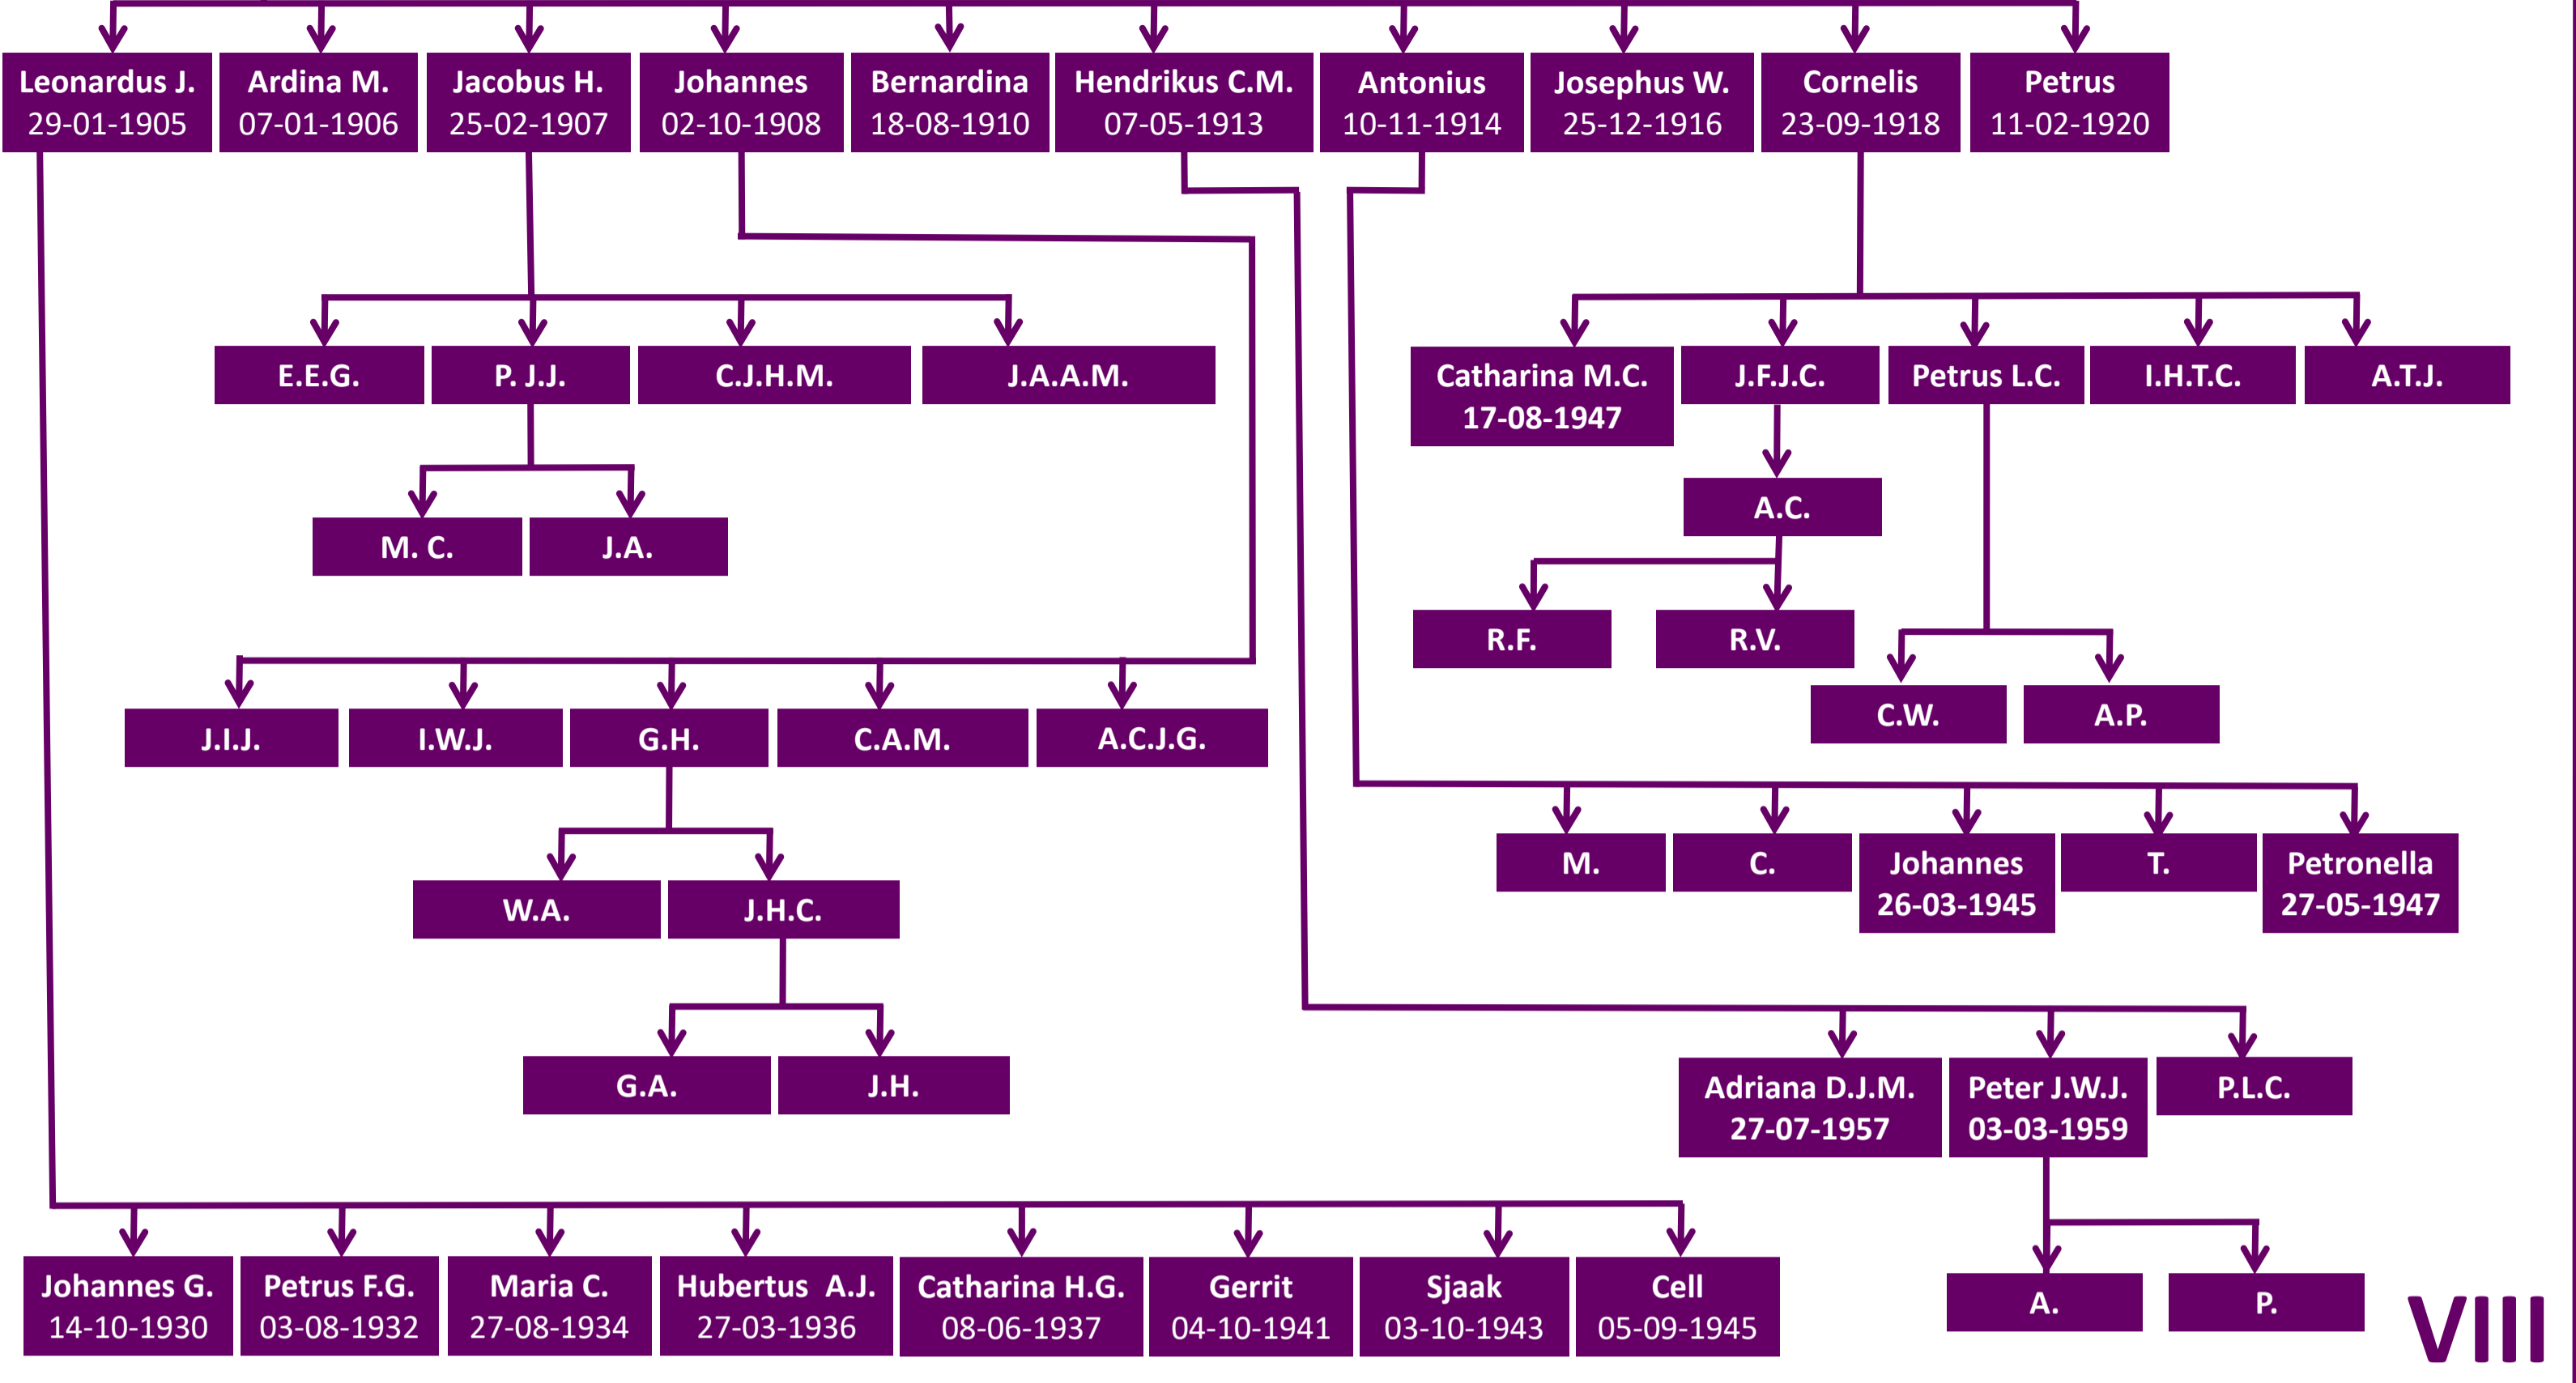 Leonardus J.
29-01-1905
Ardina M.
07-01-1906
Jacobus H.
25-02-1907
Johannes
02-10-1908
Bernardina
18-08-1910
Hendrikus C.M.
07-05-1913
Antonius
10-11-1914
Josephus W.
25-12-1916
Cornelis
23-09-1918
Petrus
11-02-1920
E.E.G.
P. J.J.
C.J.H.M.
J.A.A.M.
Catharina M.C.
17-08-1947
J.F.J.C.
Petrus L.C.
I.H.T.C.
A.T.J.
M. C.
J.A.
A.C.
R.F.
R.V.
C.W.
A.P.
J.I.J.
I.W.J.
G.H.
C.A.M.
A.C.J.G.
M.
C.
Johannes
26-03-1945
T.
Petronella
27-05-1947
W.A.
J.H.C.
G.A.
J.H.
Adriana D.J.M.
27-07-1957
Peter J.W.J.
03-03-1959
P.L.C.
Johannes G.
14-10-1930
Petrus F.G.
03-08-1932
Maria C.
27-08-1934
Hubertus  A.J.
27-03-1936
Catharina H.G.
08-06-1937
Gerrit
04-10-1941
Sjaak
03-10-1943
Cell
05-09-1945
A.
P.
VIII